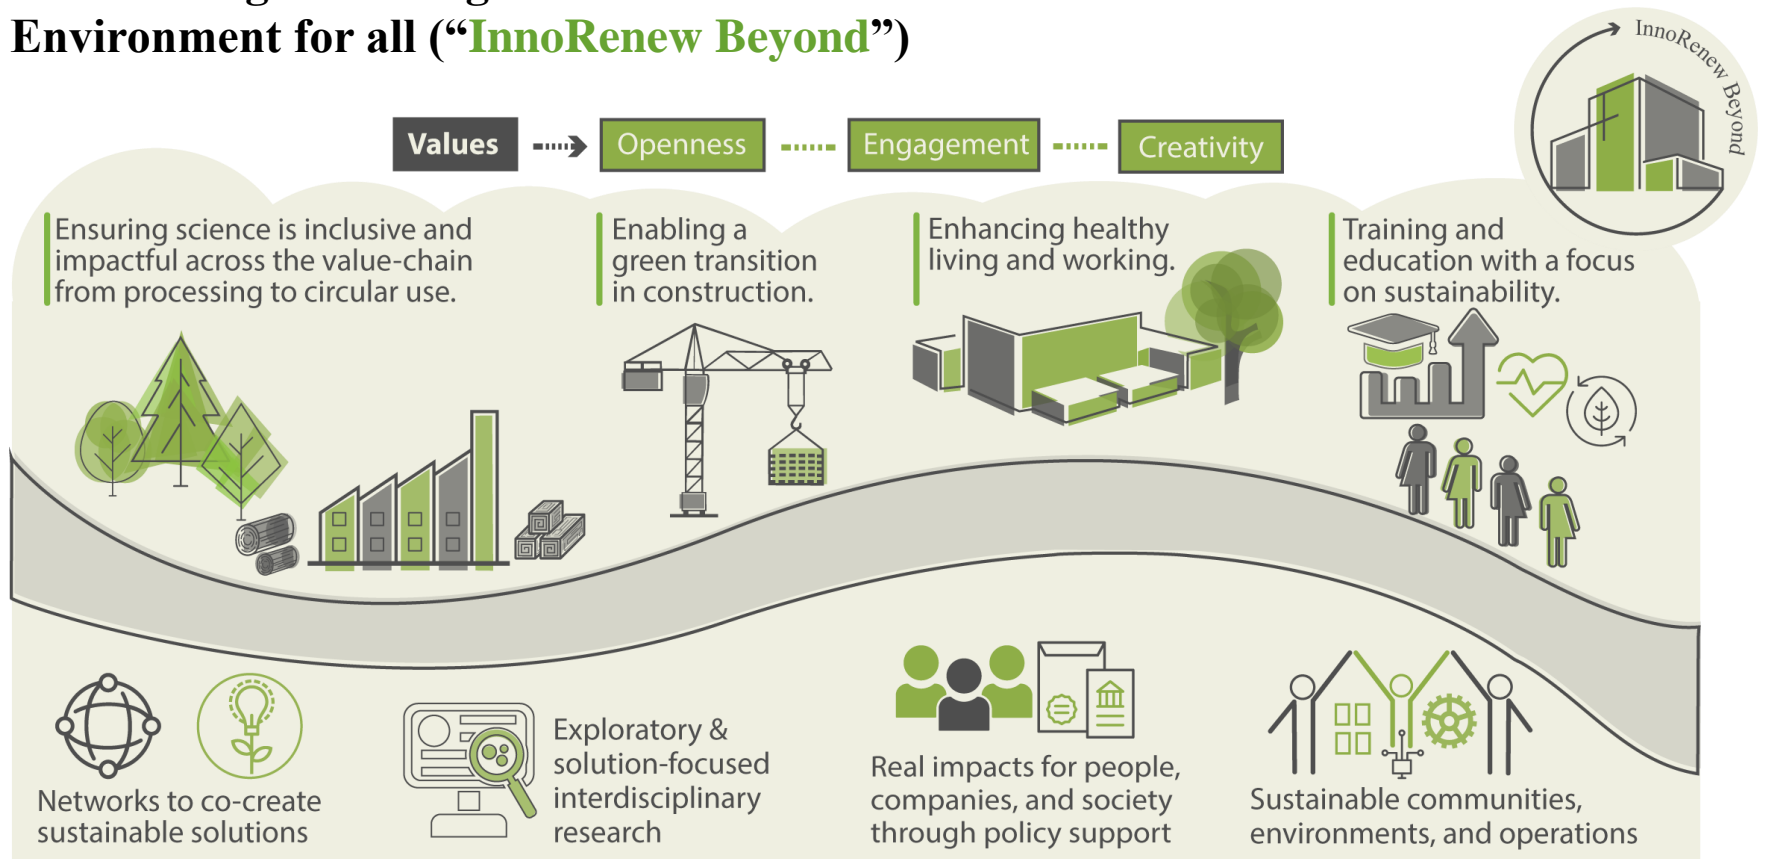 Environment for all (“InnoRenew Beyond”)
InnoRenew Beyond
Values
Openness
Engagement
Creativity
Ensuring science is inclusive and
impactful across the value-chain
from processing to circular use.
Enabling a
green transition
in construction.
Enhancing healthy
living and working.
Training and
education with a focus
on sustainability.
Networks to co-create
sustainable solutions
Exploratory &
solution-focused
interdisciplinary
research
Real impacts for people,
companies, and society
through policy support
Sustainable communities,
environments, and operations